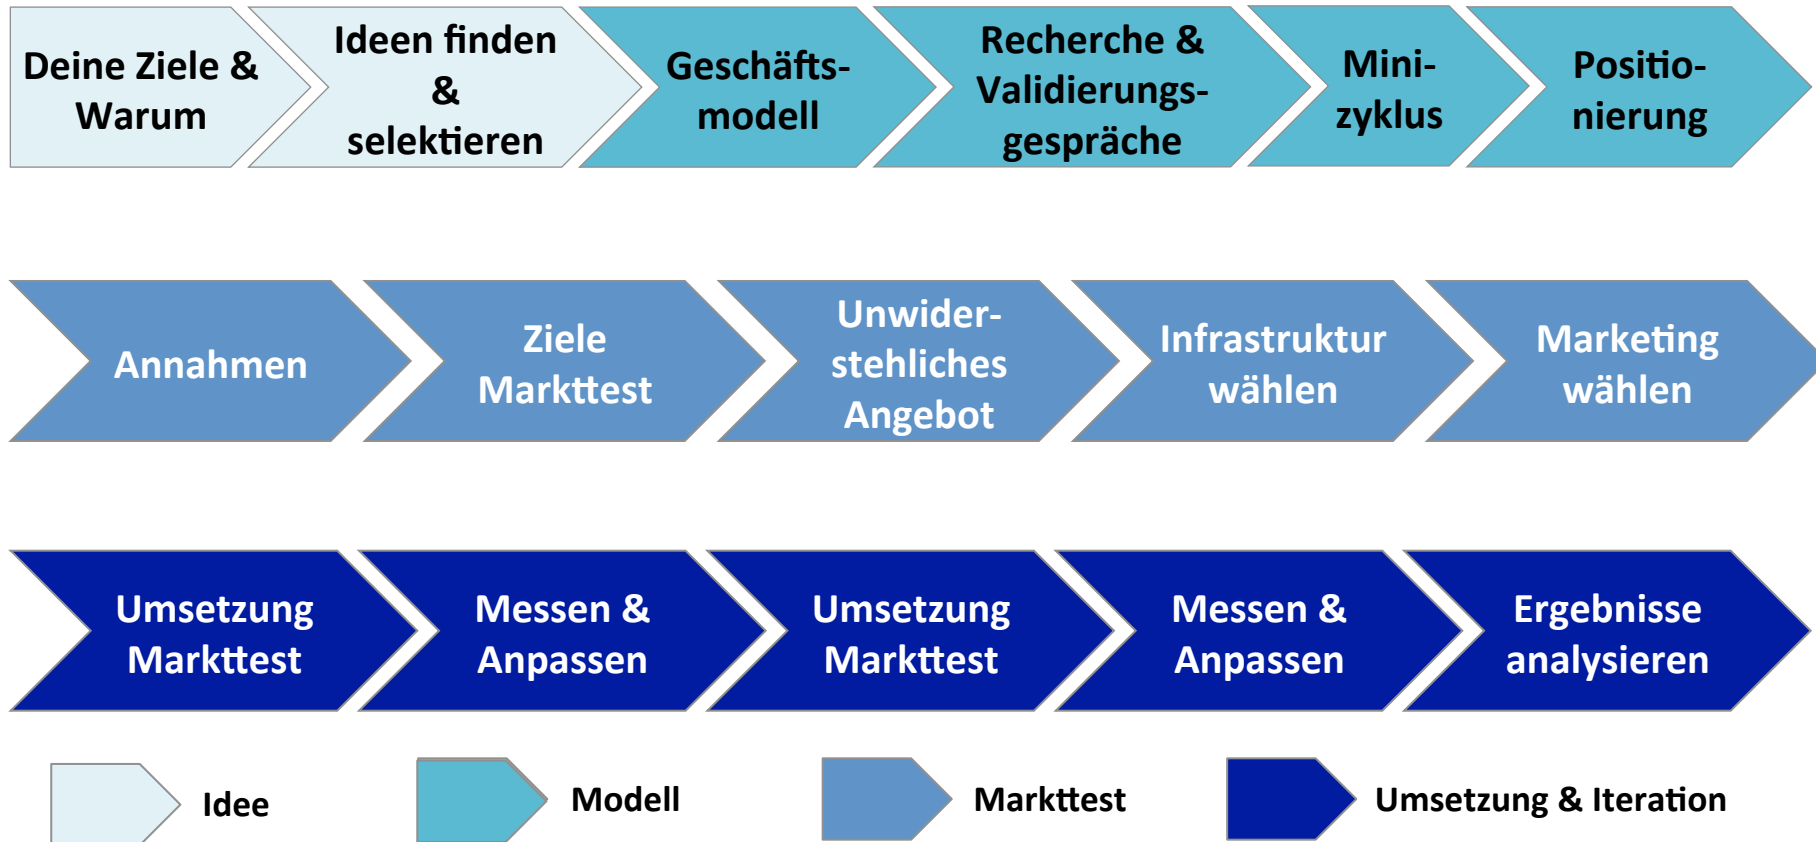 Deine Ziele &
Warum
Ideen finden
&
selektieren
Geschäfts-
modell
Recherche &
Validierungs-
gespräche
Mini-
zyklus
Positio-
nierung
Annahmen
Ziele
Markttest
Unwider-
stehliches
Angebot
Infrastruktur
wählen
Marketing
wählen
Umsetzung
Markttest
Messen &
Anpassen
Umsetzung
Markttest
Messen &
Anpassen
Ergebnisse
analysieren
Idee
Modell
Markttest
Umsetzung & Iteration